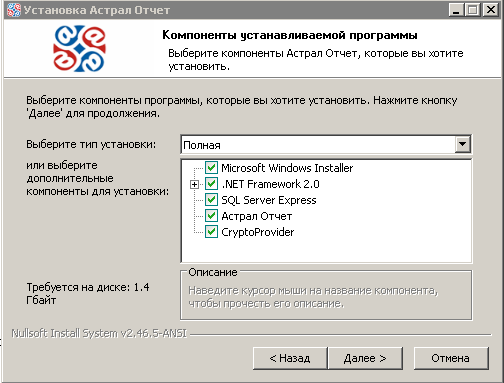 Установка Астрал Отчет
Компоненты устанавливаемой программы
Выберите компоненты Астрал Отчет, которые вы хотите
установить.
Выберите компоненты программы, которые вы хотите установить. Нажмите кнопку
'Далее' для продолжения.
Выберите тип установки:
Полная
или выберите
дополнительные
компоненты для установки:
Microsoft Windows Installer
.NET Framework 2.0
SQL Server Express
Астрал Отчет
CryptoProvider
Требуется на диске: 1.4
Гбайт
Описание
Наведите курсор мыши на название компонента,
чтобы прочесть его описание.
Nullsoft Install System v2.46.5-ANSI
< Назад
Далее >
Отмена